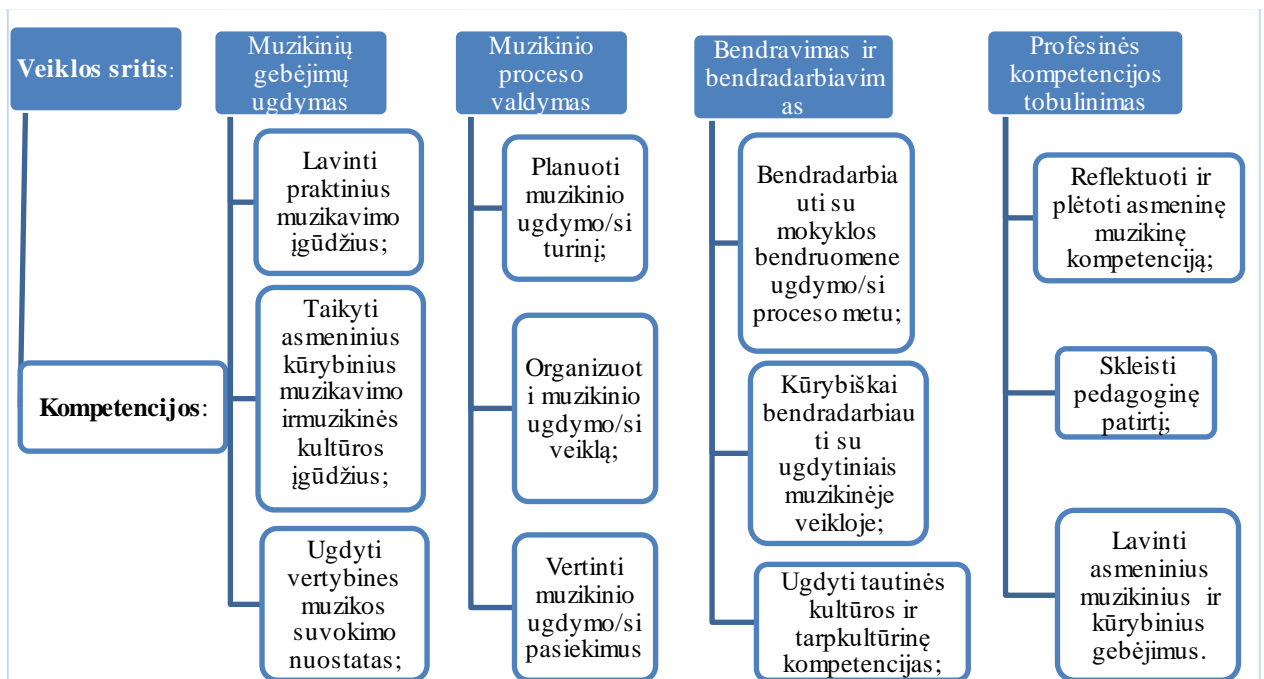 Veiklos sritis:
Kompetencijos:
Muzikinių
gebėjimų
ugdymas
Lavinti
praktinius
muzikavimo
įgūdžius;
Taikyti
asmeninius
kūrybinius
muzikavimo
irmuzikinės
kultūros
įgūdžius;
Ugdyti
vertybines
muzikos
suvokimo
nuostatas;
Muzikinio
proceso
valdymas
Planuoti
muzikinio
ugdymo/si
turinį;
Organizuot
i muzikinio
ugdymo/si
veiklą;
Vertinti
muzikinio
ugdymo/si
pasiekimus
Bendravimas ir
bendradarbiavim
as
Bendradarbia
uti su
mokyklos
bendruomene
ugdymo/si
proceso metu;
Kūrybiškai
bendradarbiau
ti su
ugdytiniais
muzikinėje
veikloje;
Ugdyti tautinės
kultūros ir
tarpkultūrinę
kompetencijas;
Profesinės
kompetencijos
tobulinimas
Reflektuoti ir
plėtoti asmeninę
muzikinę
kompetenciją;
Skleisti
pedagoginę
patirtį;
Lavinti
asmeninius
muzikinius ir
kūrybinius
gebėjimus.